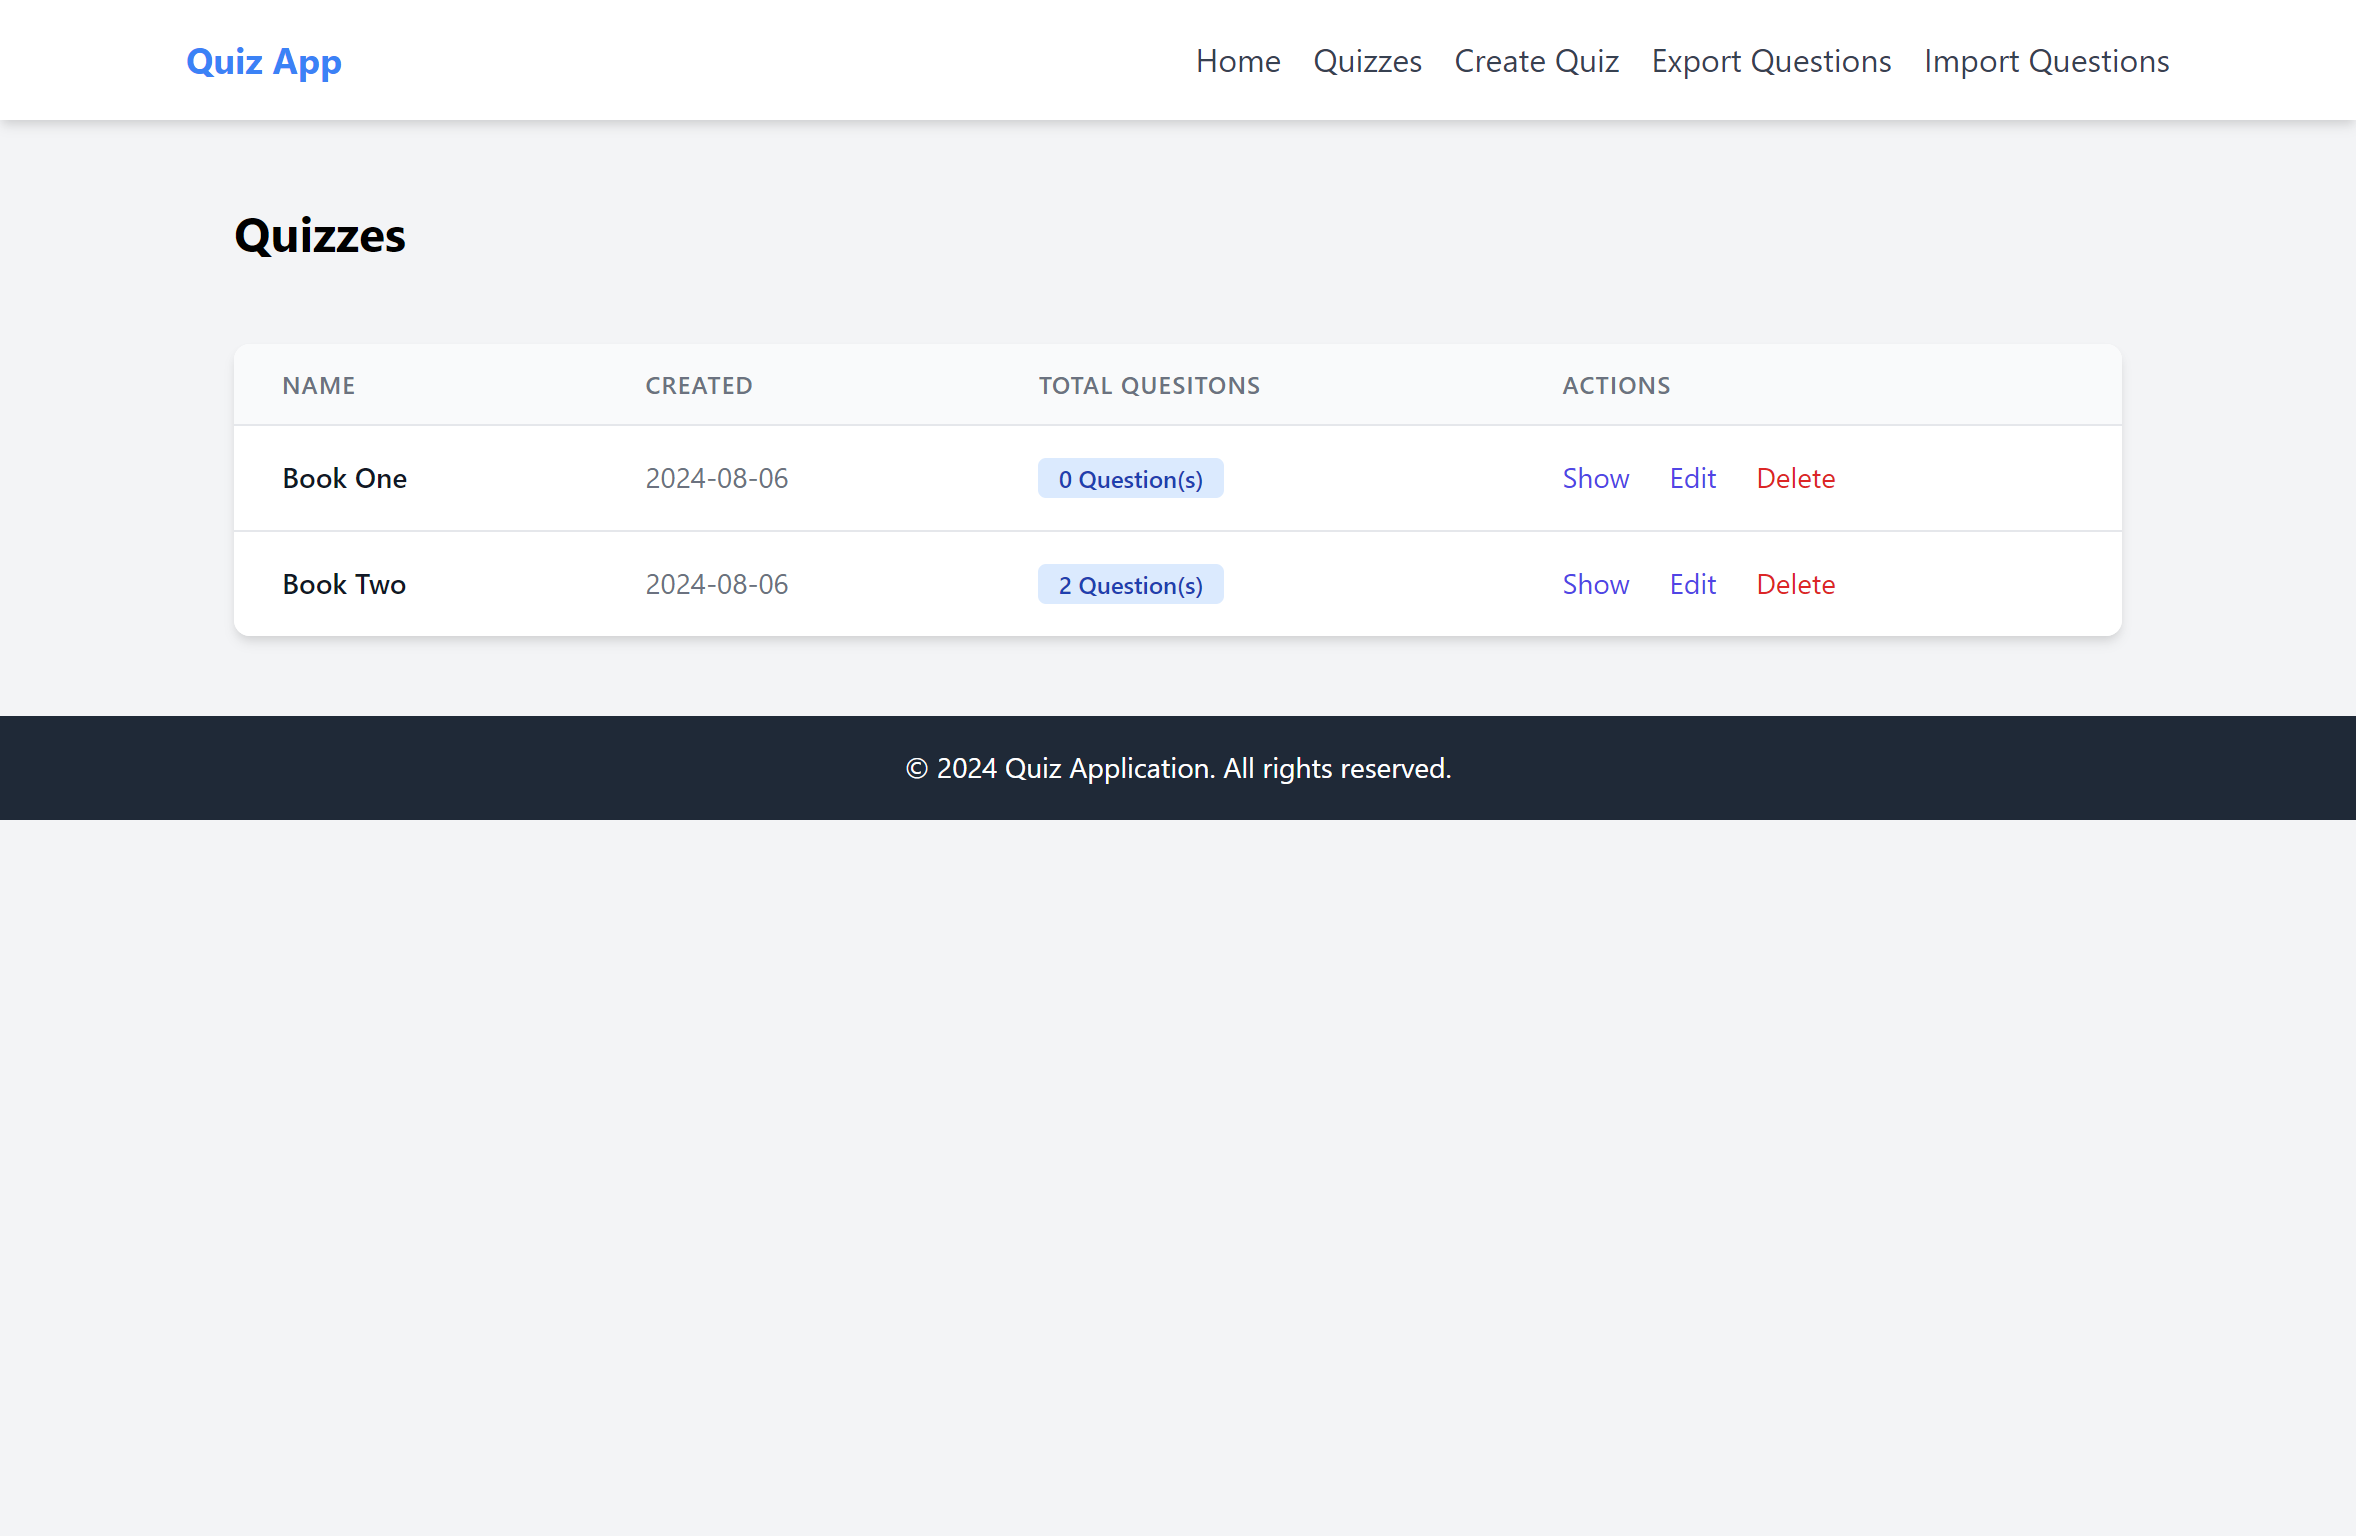 Quiz App Home Quizzes Create Quiz Export Questions Import Questions
Quizzes
NAME CREATED TOTAL QUESITONS ACTIONS
Book One 2024-08-06 0 Question(s) Show Edit Delete
Book Two 2024-08-06 2 Question(s) Show Edit Delete
© 2024 Quiz Application. All rights reserved.